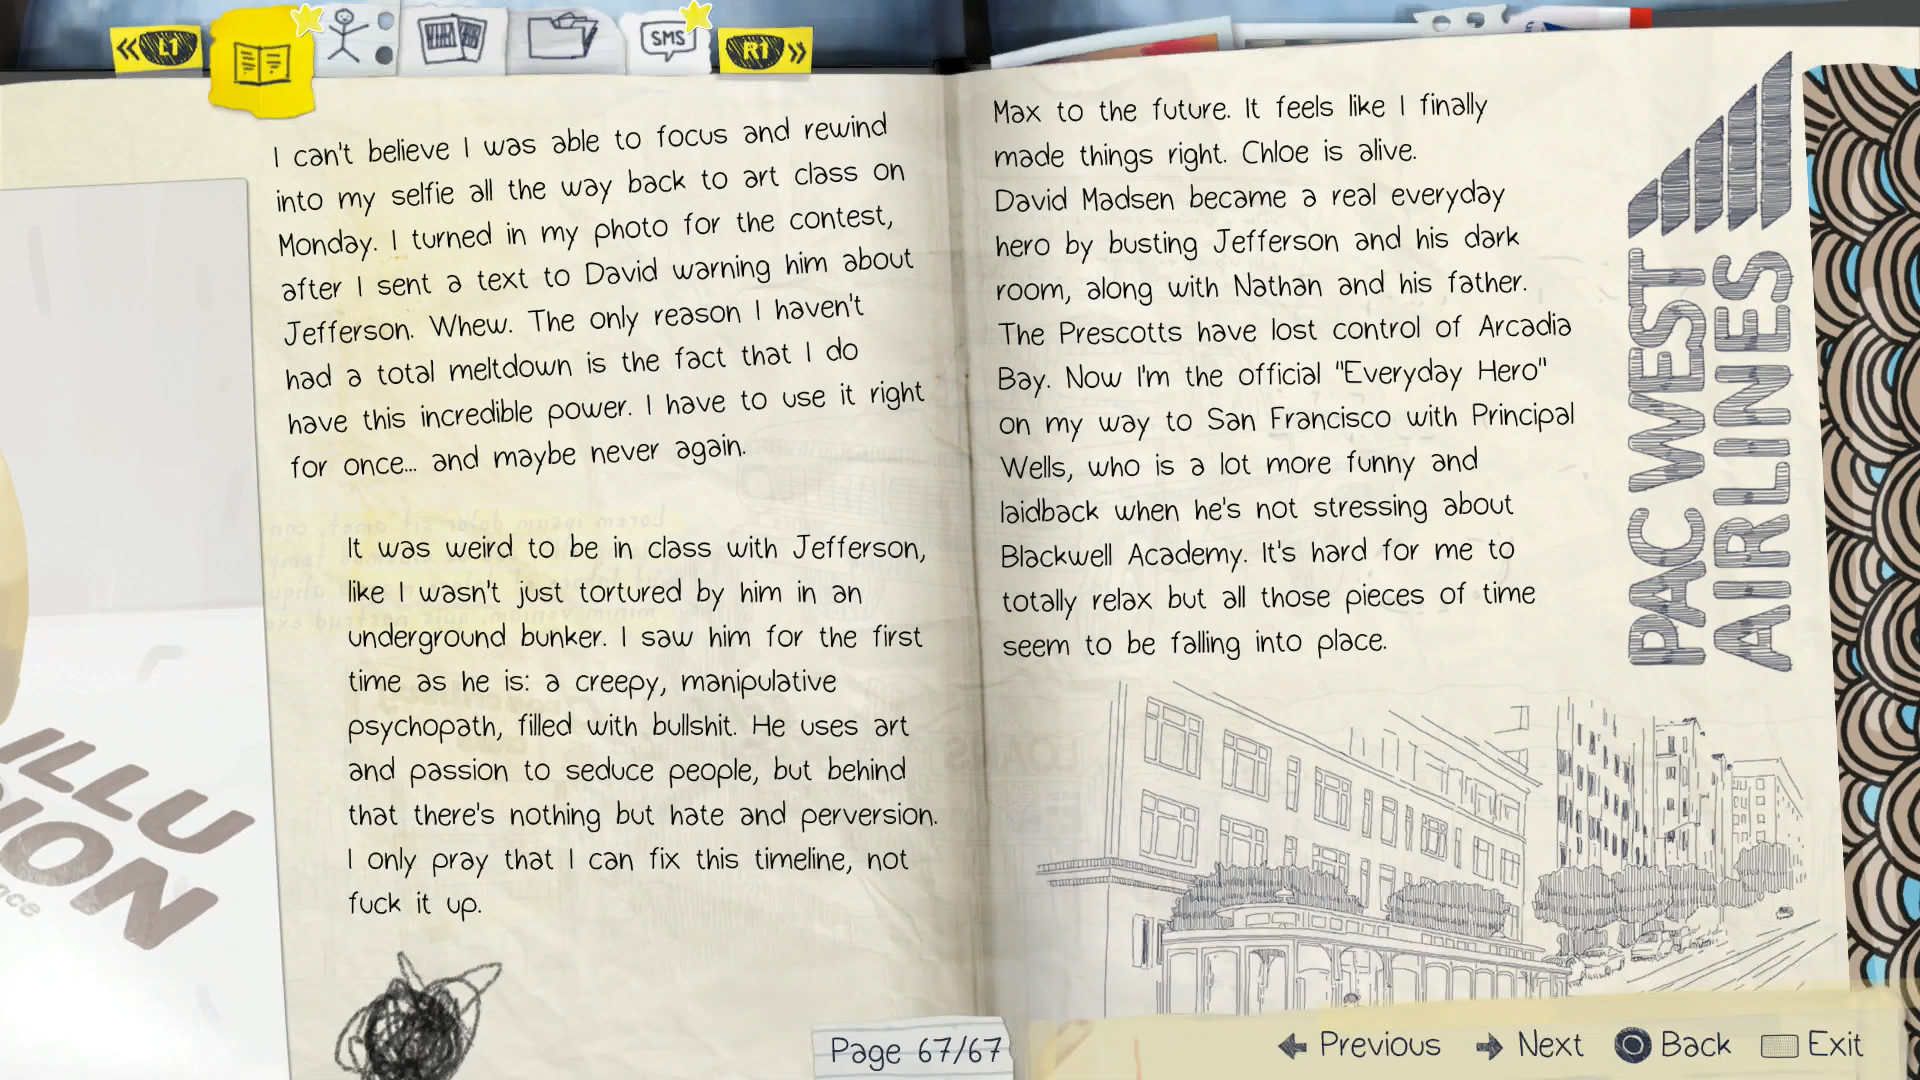 L1
SMS
R1
I can't believe I was able to focus and rewind
into my selfie all the way back to art class on
Monday. I turned in my photo for the contest,
after I sent a text to David warning him about
Jefferson. Whew. The only reason I haven't
had a total meltdown is the fact that I do
have this incredible power. I have to use it right
for once... and maybe never again.
It was weird to be in class with Jefferson,
like I wasn't just tortured by him in an
underground bunker. I saw him for the first
time as he is: a creepy, manipulative
psychopath, filled with bullshit. He uses art
and passion to seduce people, but behind
that there's nothing but hate and perversion.
I only pray that I can fix this timeline, not
fuck it up.
Max to the future. It feels like I finally
made things right. Chloe is alive.
David Madsen became a real everyday
hero by busting Jefferson and his dark
room, along with Nathan and his father.
The Prescotts have lost control of Arcadia
Bay. Now I'm the official "Everyday Hero"
on my way to San Francisco with Principal
Wells, who is a lot more funny and
laidback when he's not stressing about
Blackwell Academy. It's hard for me to
totally relax but all those pieces of time
seem to be falling into place.
PAC WEST
AIRLINES
ILLU
Page 67/67
Previous
Next
Back
Exit